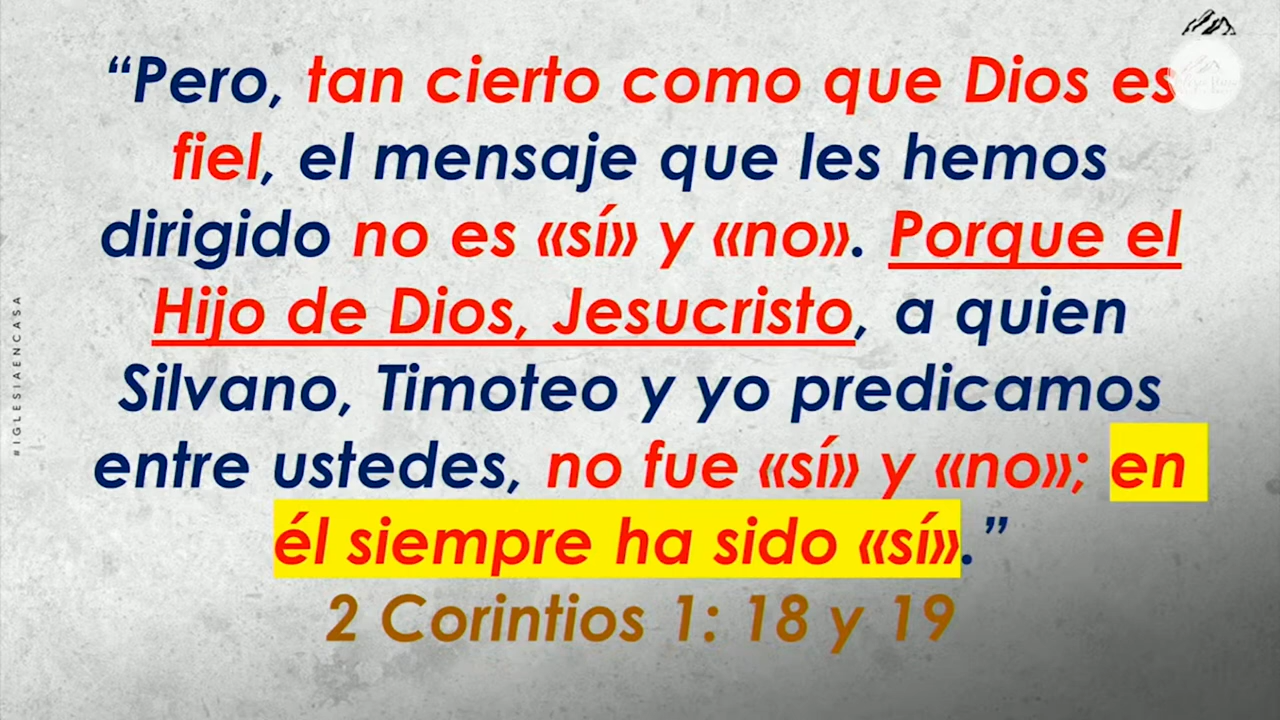 “Pero, tan cierto como que Dios es
fiel, el mensaje que les hemos
dirigido no es «sí» y «no». Porque el
Hijo de Dios, Jesucristo, a quien
Silvano, Timoteo y yo predicamos
entre ustedes, no fue «sí» y «no»; en
él siempre ha sido «sí».”
2 Corintios 1: 18 y 19
#IGLESIAENCASA